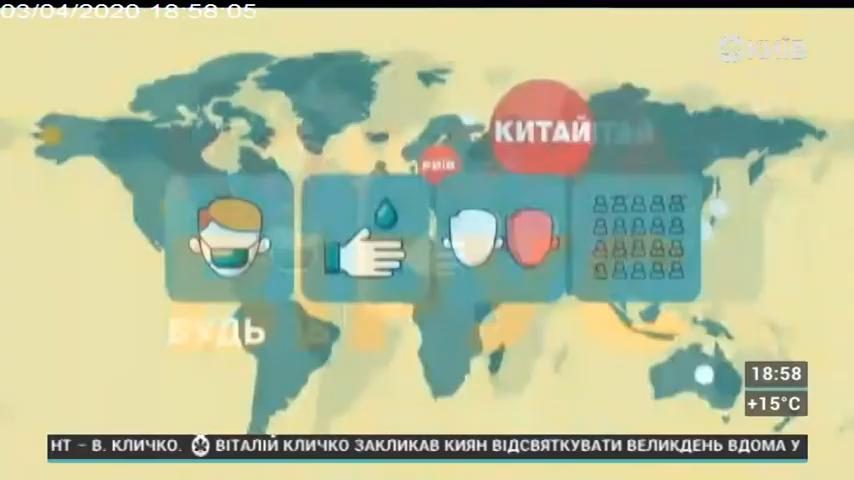 03/04/2020 18:58:05
КИЇВ
КИТАЙ
КИЇВ
БУДЬ
18:58
+15°C
НТ – В. КЛИЧКО. ВІТАЛІЙ КЛИЧКО ЗАКЛИКАВ КИЯН ВІДСВЯТКУВАТИ ВЕЛИКДЕНЬ ВДОМА У